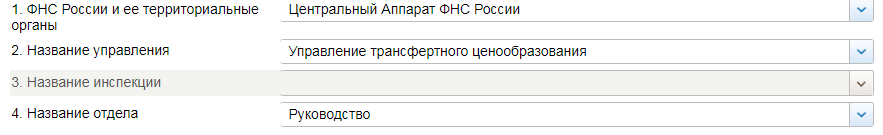 1. ФНС России и ее территориальные органы
Центральный Аппарат ФНС России
2. Название управления
Управление трансфертного ценообразования
3. Название инспекции
4. Название отдела
Руководство